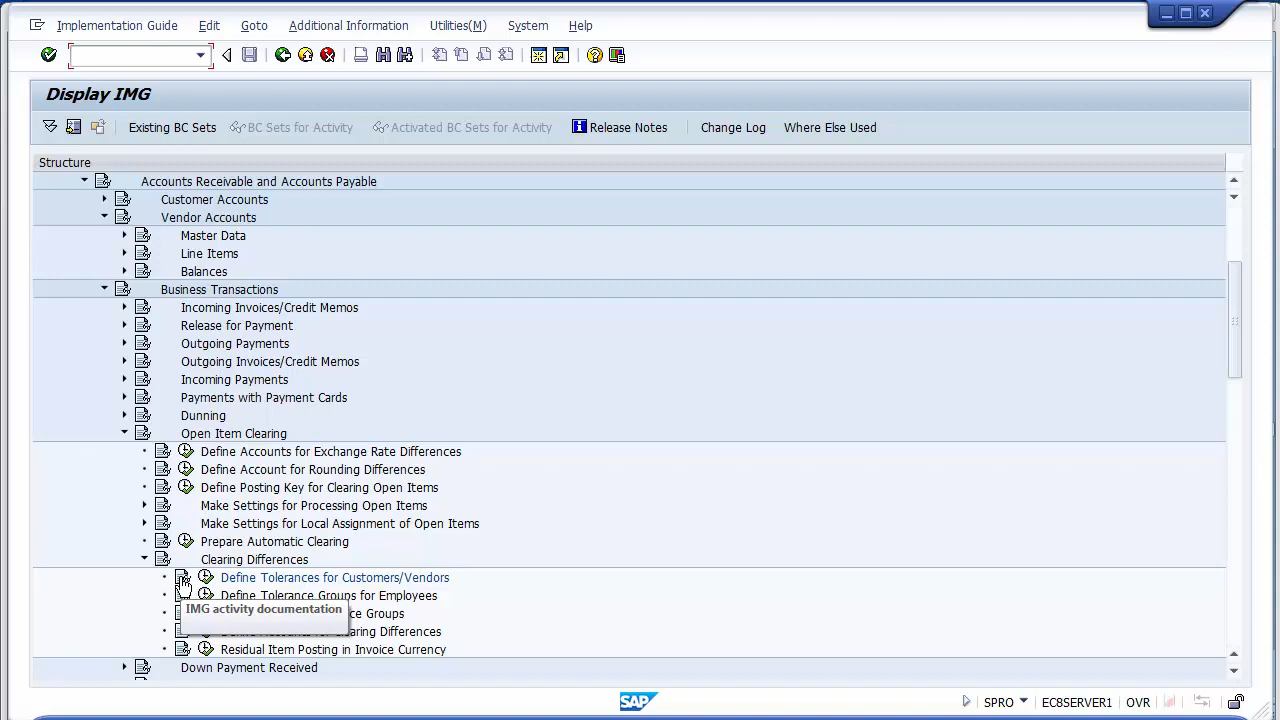 Implementation Guide Edit Goto Additional Information Utilities(M) System Help
Display IMG
Existing BC Sets BC Sets for Activity Activated BC Sets for Activity Release Notes Change Log Where Else Used
Structure
Accounts Receivable and Accounts Payable
Customer Accounts
Vendor Accounts
Master Data
Line Items
Balances
Business Transactions
Incoming Invoices/Credit Memos
Release for Payment
Outgoing Payments
Outgoing Invoices/Credit Memos
Incoming Payments
Payments with Payment Cards
Dunning
Open Item Clearing
Define Accounts for Exchange Rate Differences
Define Account for Rounding Differences
Define Posting Key for Clearing Open Items
Make Settings for Processing Open Items
Make Settings for Local Assignment of Open Items
Prepare Automatic Clearing
Clearing Differences
Define Tolerances for Customers/Vendors
Define Tolerance Groups for Employees
IMG activity documentation
Groups
Differences
Residual Item Posting in Invoice Currency
Down Payment Received
SAP SPRO EC8SERVER1 OVR